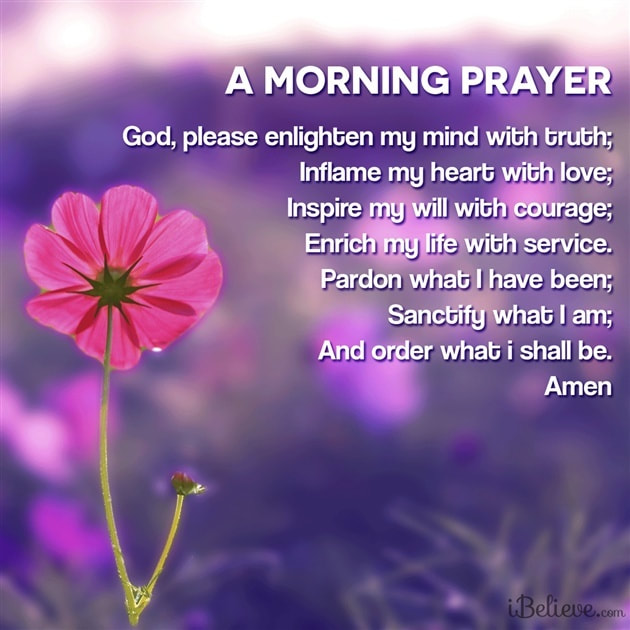 A MORNING PRAYER
God, please enlighten my mind with truth;
Inflame my heart with love;
Inspire my will with courage;
Enrich my life with service.
Pardon what I have been;
Sanctify what I am;
And order what i shall be.
Amen
iBelieve.com